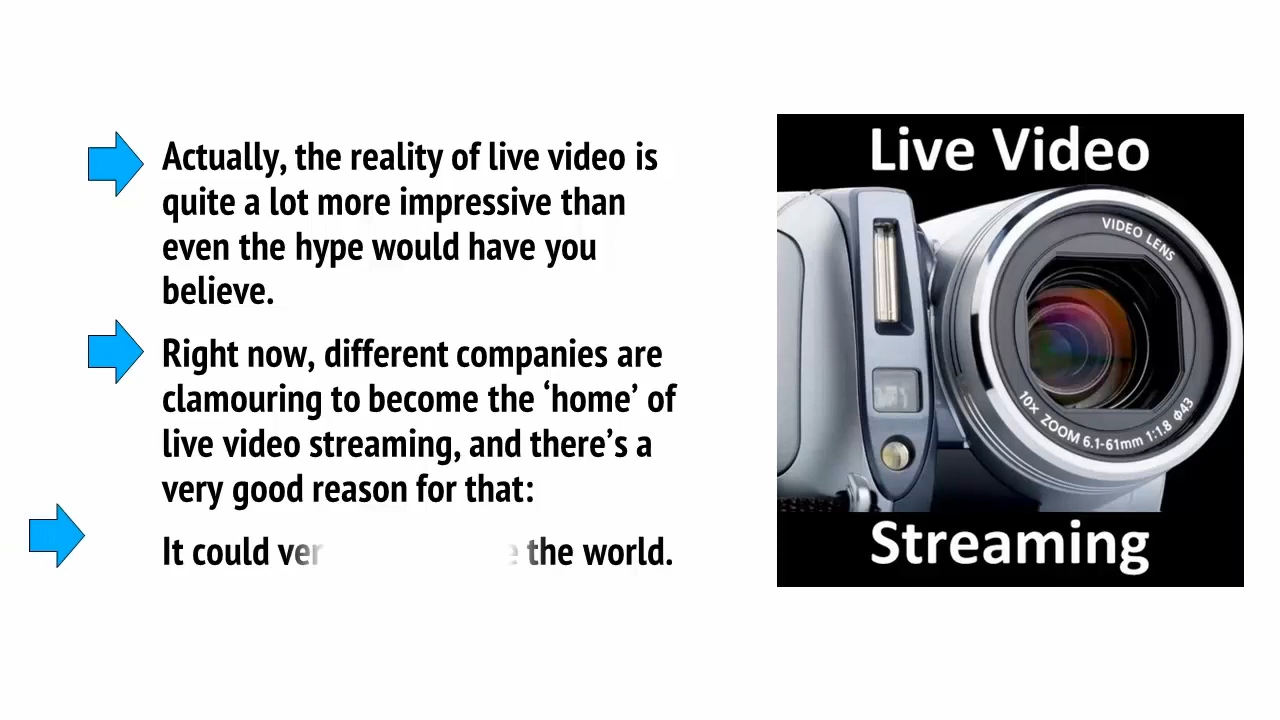 Actually, the reality of live video is
quite a lot more impressive than
even the hype would have you
believe.
Right now, different companies are
clamouring to become the ‘home’ of
live video streaming, and there’s a
very good reason for that:
It could the world.
Live Video
VIDEO LENS
10x ZOOM 6.1-61mm 1:1.8 Φ43
Streaming